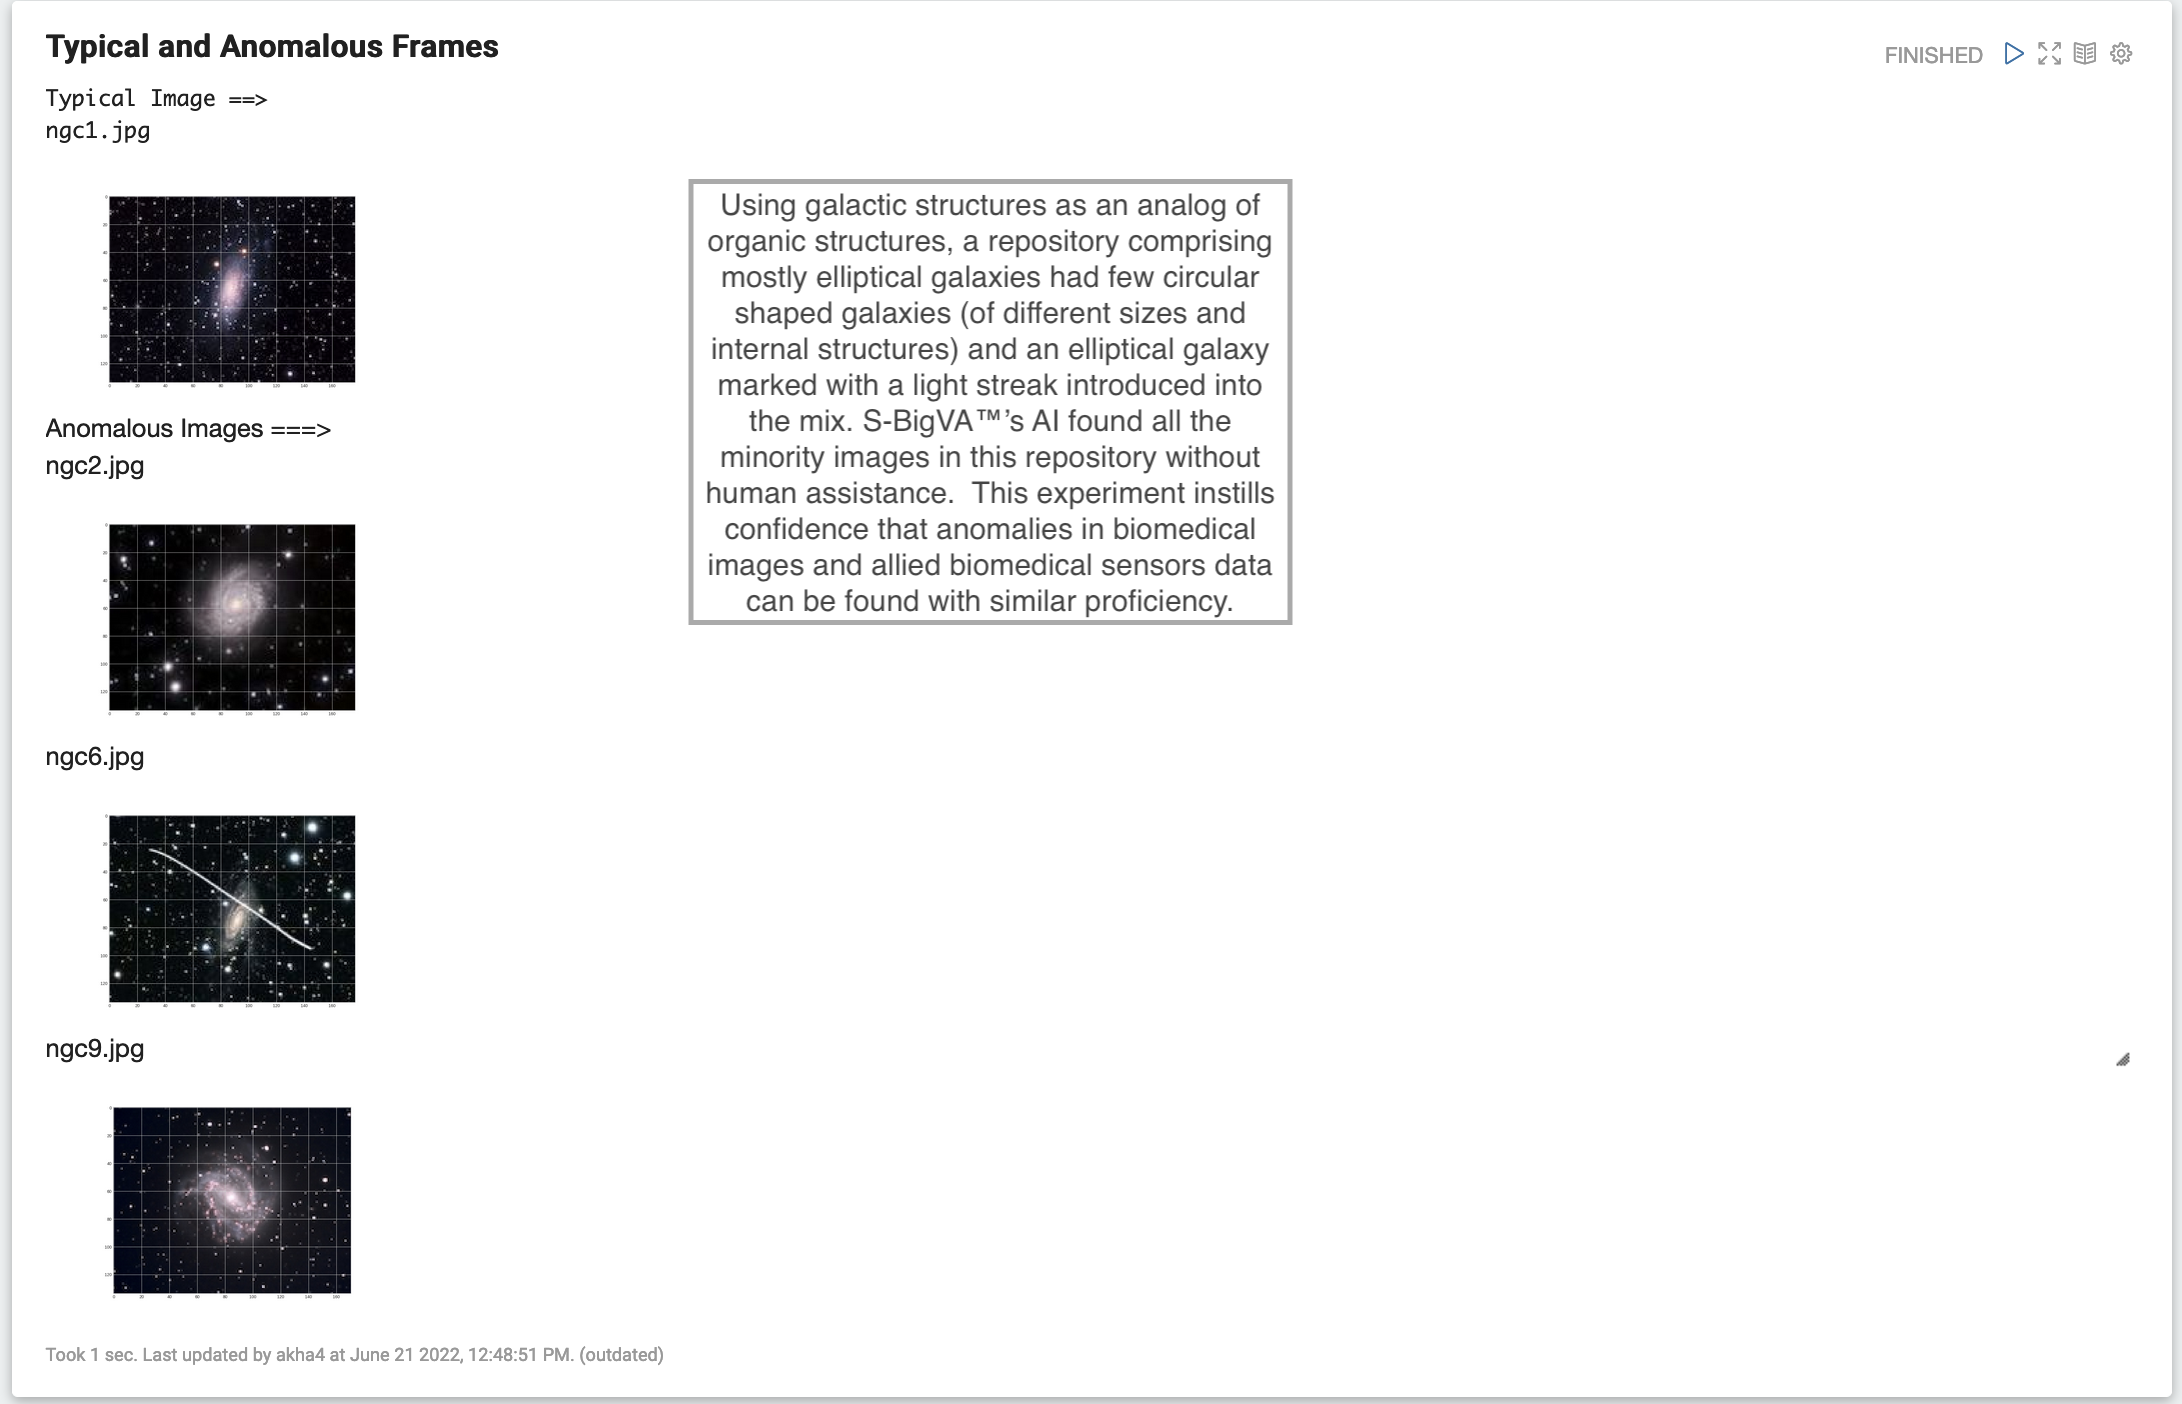 Typical and Anomalous Frames
FINISHED
Typical Image ==>
ngc1.jpg
Using galactic structures as an analog of
organic structures, a repository comprising
mostly elliptical galaxies had few circular
shaped galaxies (of different sizes and
internal structures) and an elliptical galaxy
marked with a light streak introduced into
the mix. S-BigVA™'s AI found all the
minority images in this repository without
human assistance.  This experiment instills
confidence that anomalies in biomedical
images and allied biomedical sensors data
can be found with similar proficiency.
Anomalous Images ===>
ngc2.jpg
ngc6.jpg
ngc9.jpg
Took 1 sec. Last updated by akha4 at June 21 2022, 12:48:51 PM. (outdated)